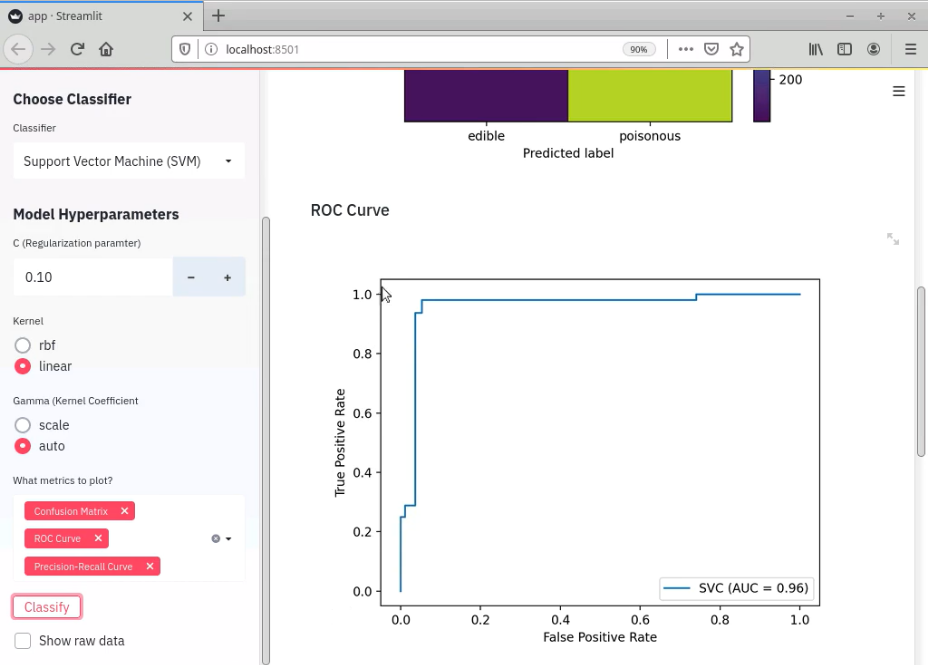 app · Streamlit
localhost:8501
90%
Choose Classifier
Classifier
Support Vector Machine (SVM)
Model Hyperparameters
C (Regularization paramter)
0.10
- +
Kernel
rbf
linear
Gamma (Kernel Coefficient
scale
auto
What metrics to plot?
Confusion Matrix
ROC Curve
Precision-Recall Curve
Classify
Show raw data
200
edible poisonous
Predicted label
ROC Curve
1.0
0.8
0.6
0.4
0.2
0.0
True Positive Rate
SVC (AUC = 0.96)
0.0 0.2 0.4 0.6 0.8 1.0
False Positive Rate